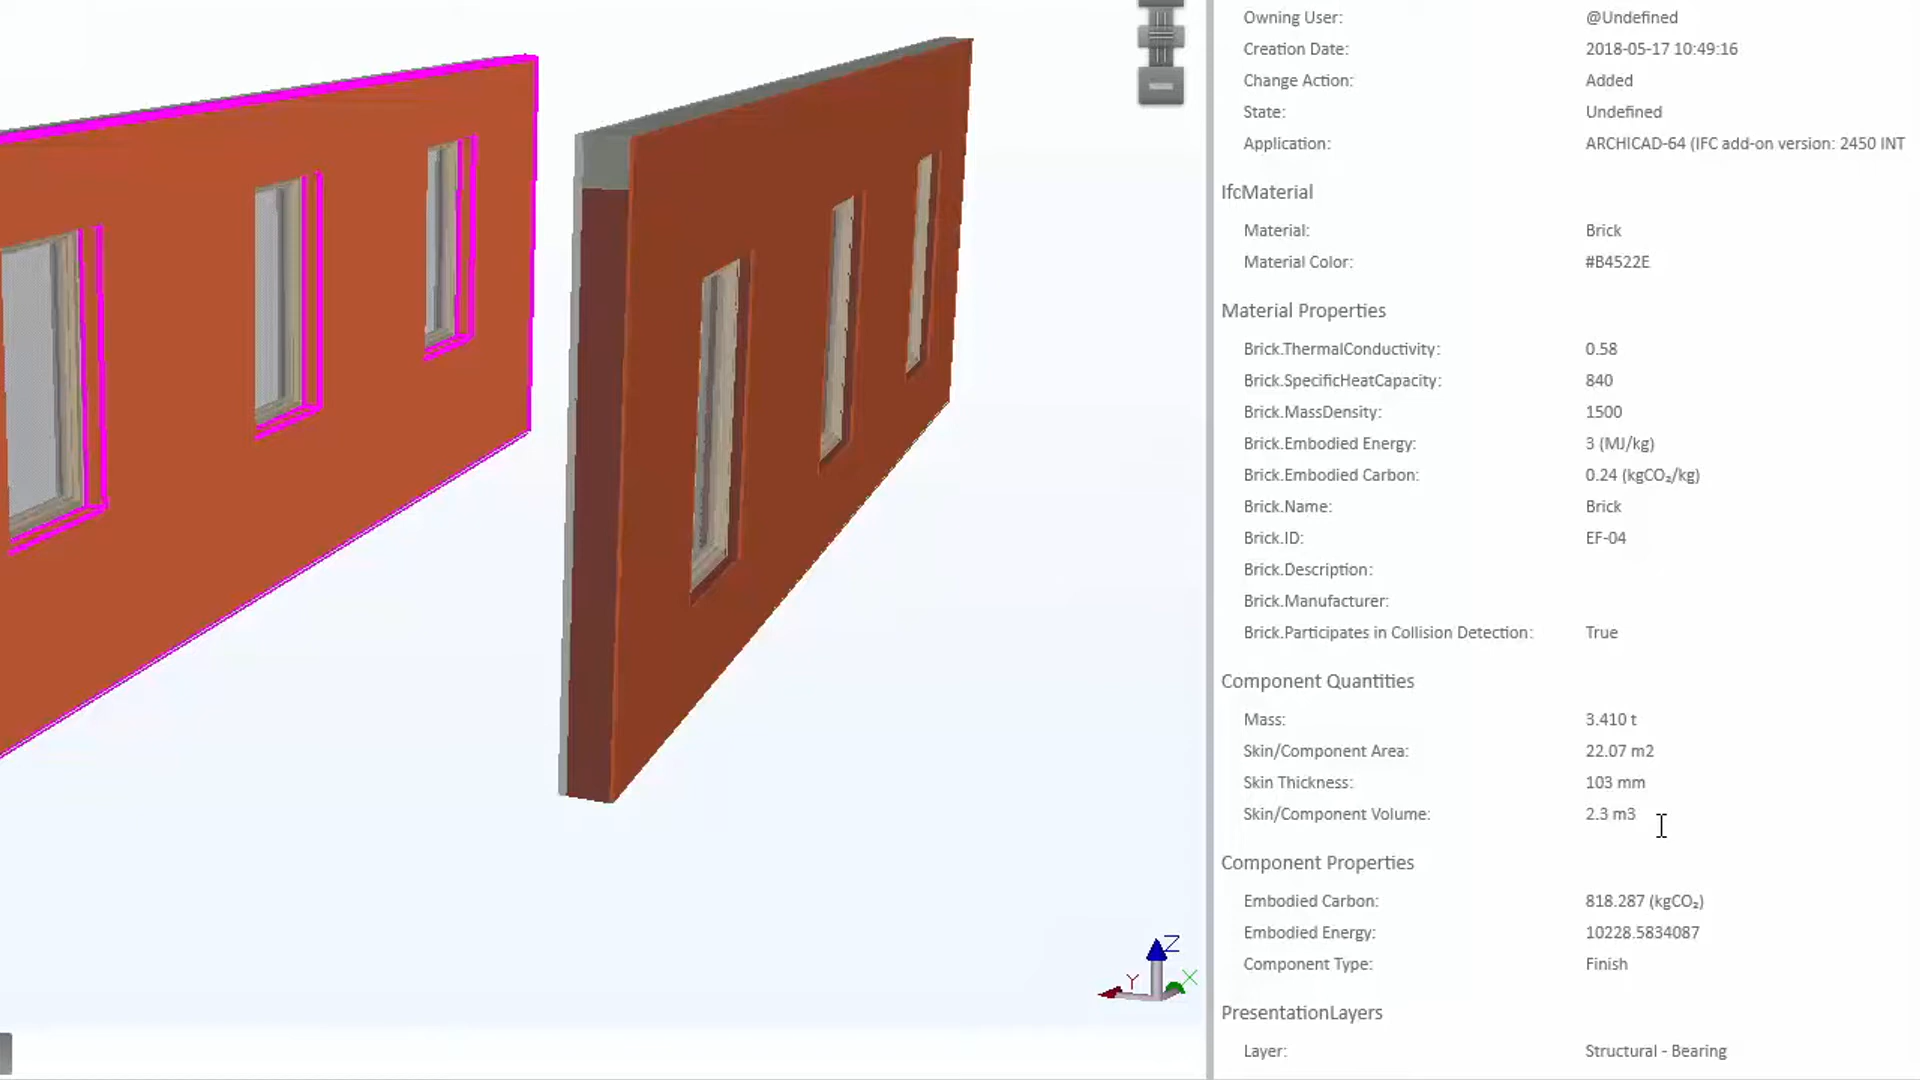 Owning User: @Undefined
Creation Date: 2018-05-17 10:49:16
Change Action: Added
State: Undefined
Application: ARCHICAD-64 (IFC add-on version: 2450 INT
IfcMaterial
Material: Brick
Material Color: #B4522E
Material Properties
Brick.ThermalConductivity: 0.58
Brick.SpecificHeatCapacity: 840
Brick.MassDensity: 1500
Brick.Embodied Energy: 3 (MJ/kg)
Brick.Embodied Carbon: 0.24 (kgCO₂/kg)
Brick.Name: Brick
Brick.ID: EF-04
Brick.Description:
Brick.Manufacturer:
Brick.Participates in Collision Detection: True
Component Quantities
Mass: 3.410 t
Skin/Component Area: 22.07 m2
Skin Thickness: 103 mm
Skin/Component Volume: 2.3 m3
Component Properties
Embodied Carbon: 818.287 (kgCO₂)
Embodied Energy: 10228.5834087
Component Type: Finish
PresentationLayers
Layer: Structural - Bearing
Z
Y X